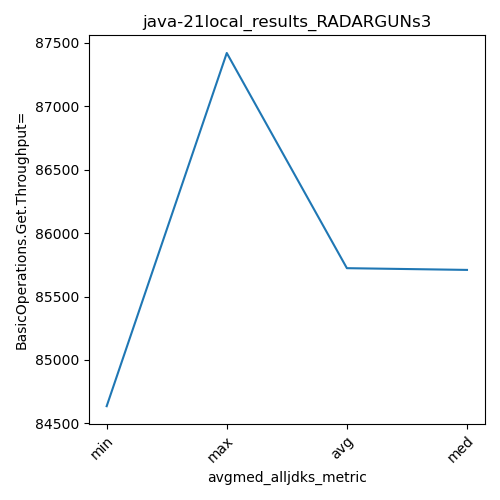 java-21local_results_RADARGUNs3
87500
87000
86500
86000
85500
85000
84500
BasicOperations.Get.Throughput=
min
max
avg
med
avgmed_alljdks_metric